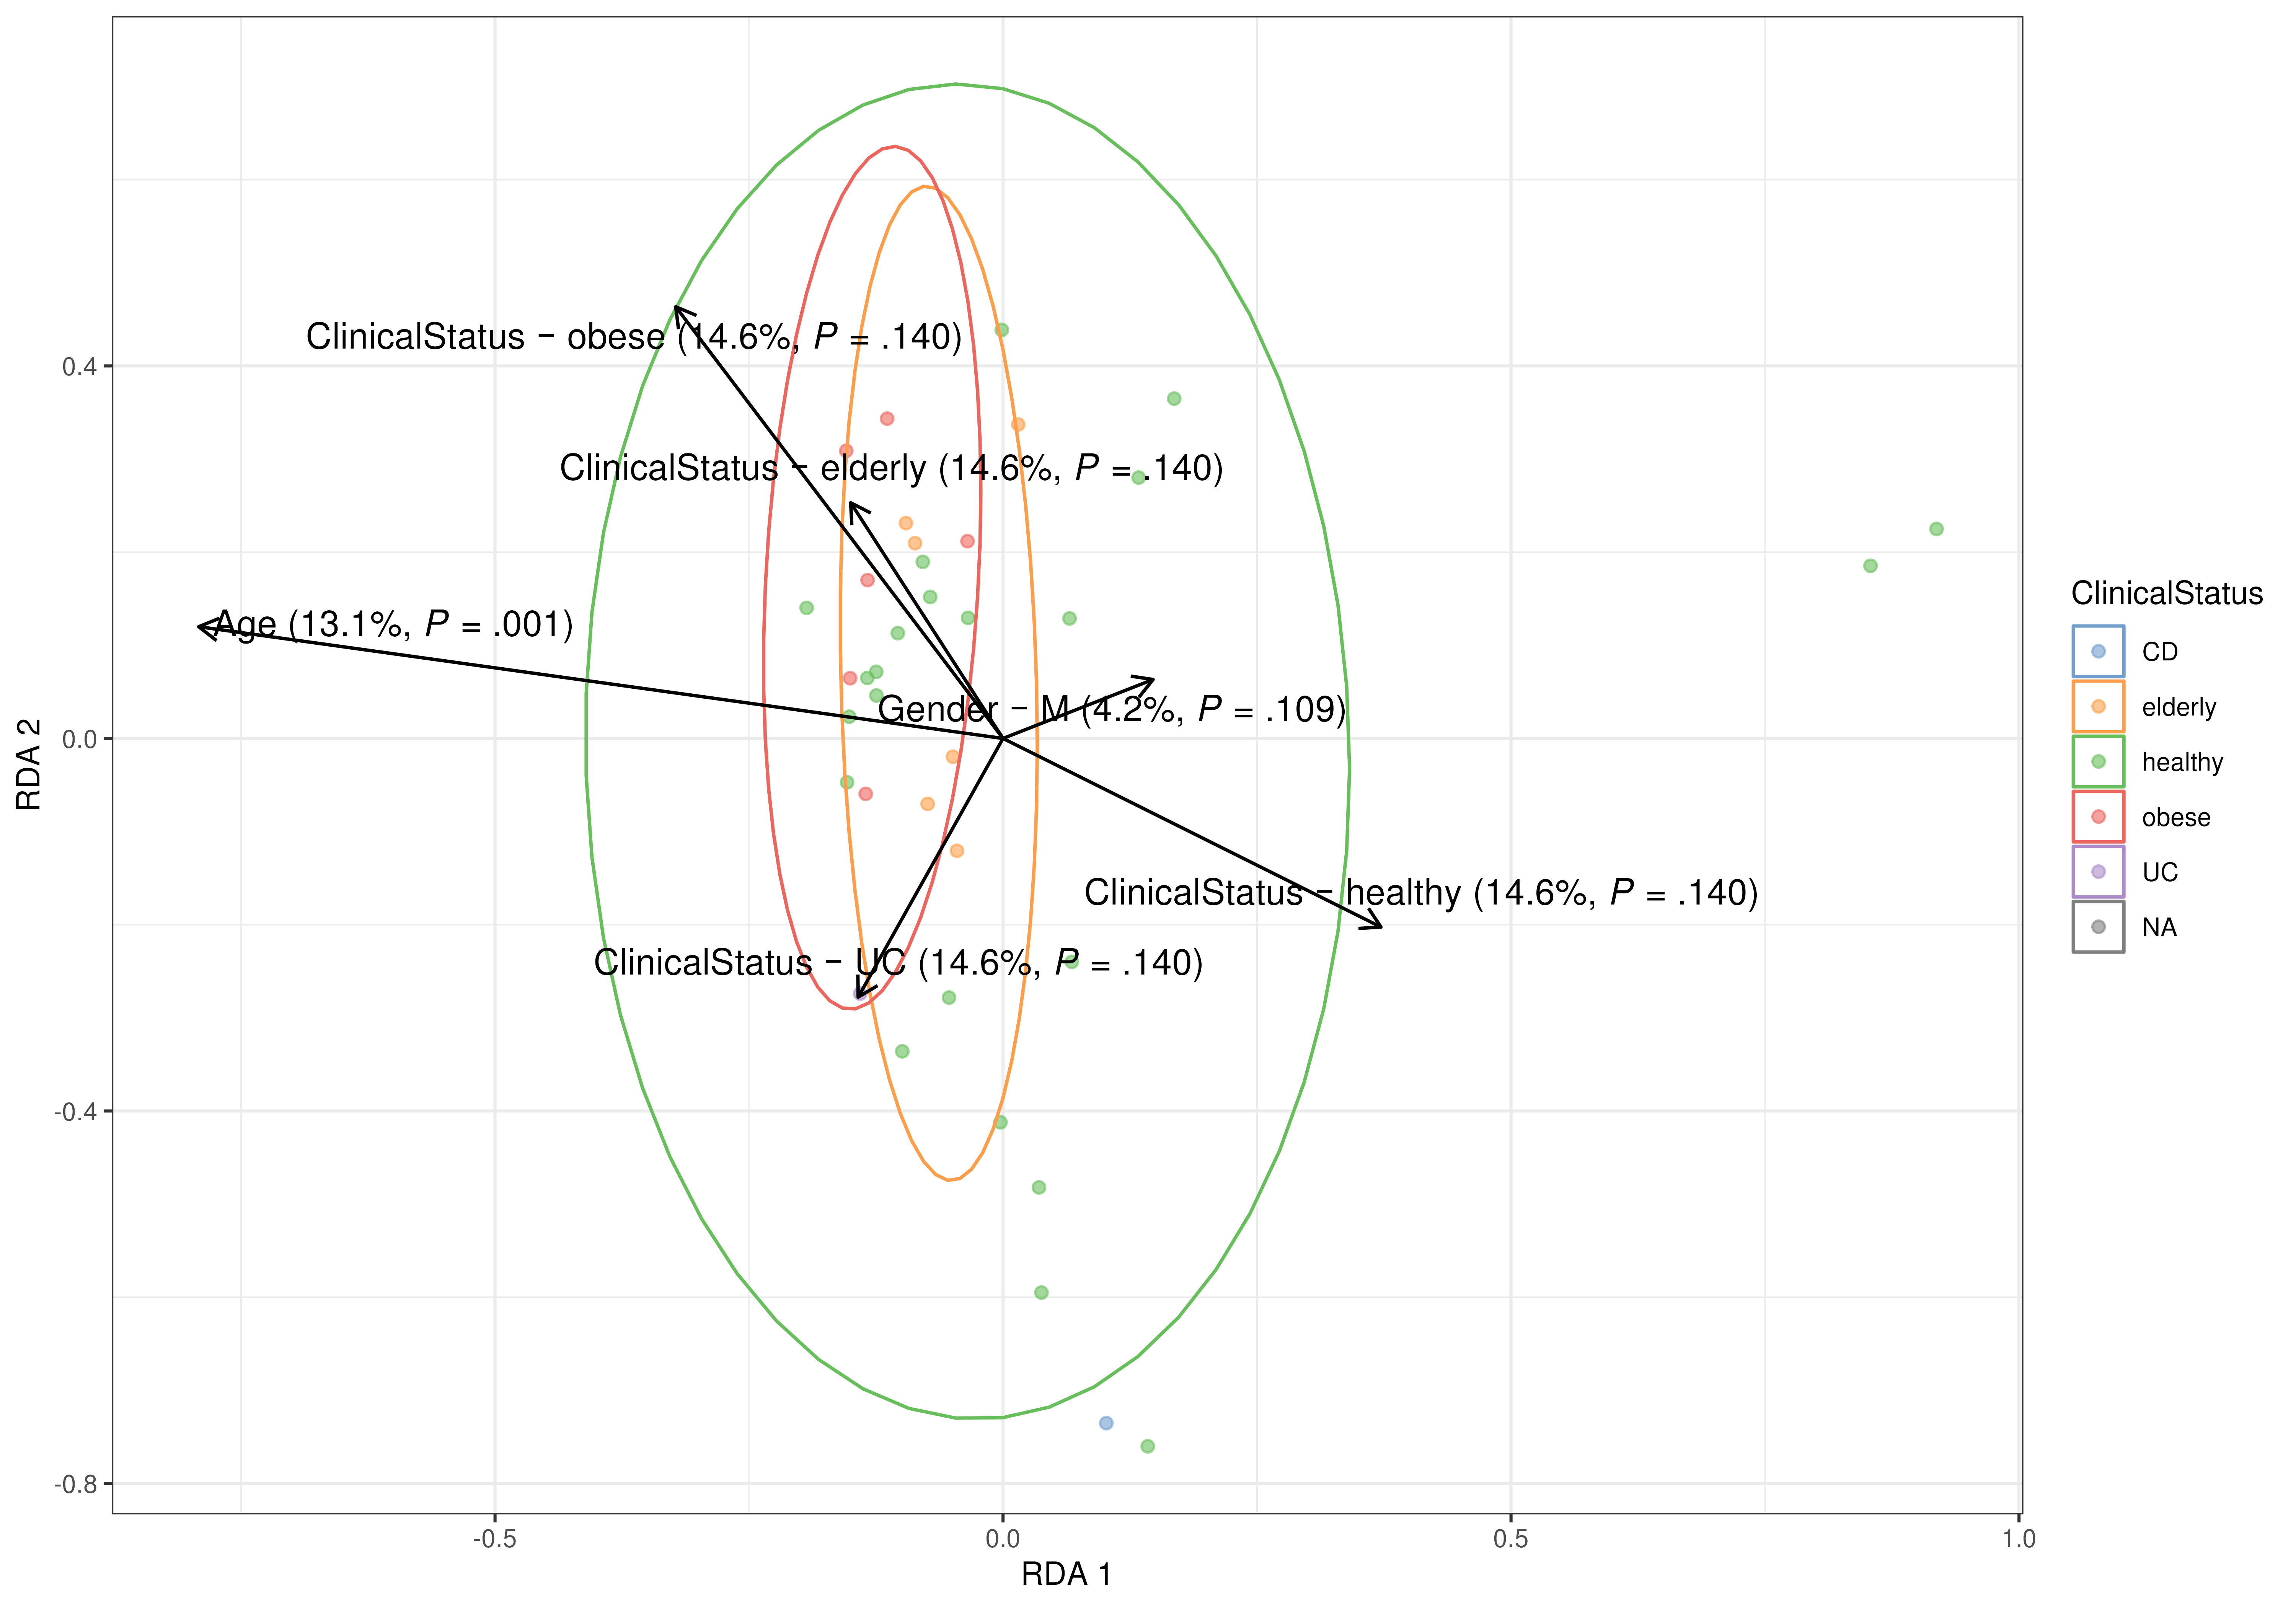 ClinicalStatus − obese (14.6%, P = .140)
0.4
ClinicalStatus − elderly (14.6%, P = .140)
Age (13.1%, P = .001)
Gender − M (4.2%, P = .109)
0.0
RDA 2
ClinicalStatus − healthy (14.6%, P = .140)
ClinicalStatus − UC (14.6%, P = .140)
-0.4
-0.8
-0.5
0.0
0.5
1.0
RDA 1
ClinicalStatus
CD
elderly
healthy
obese
UC
NA